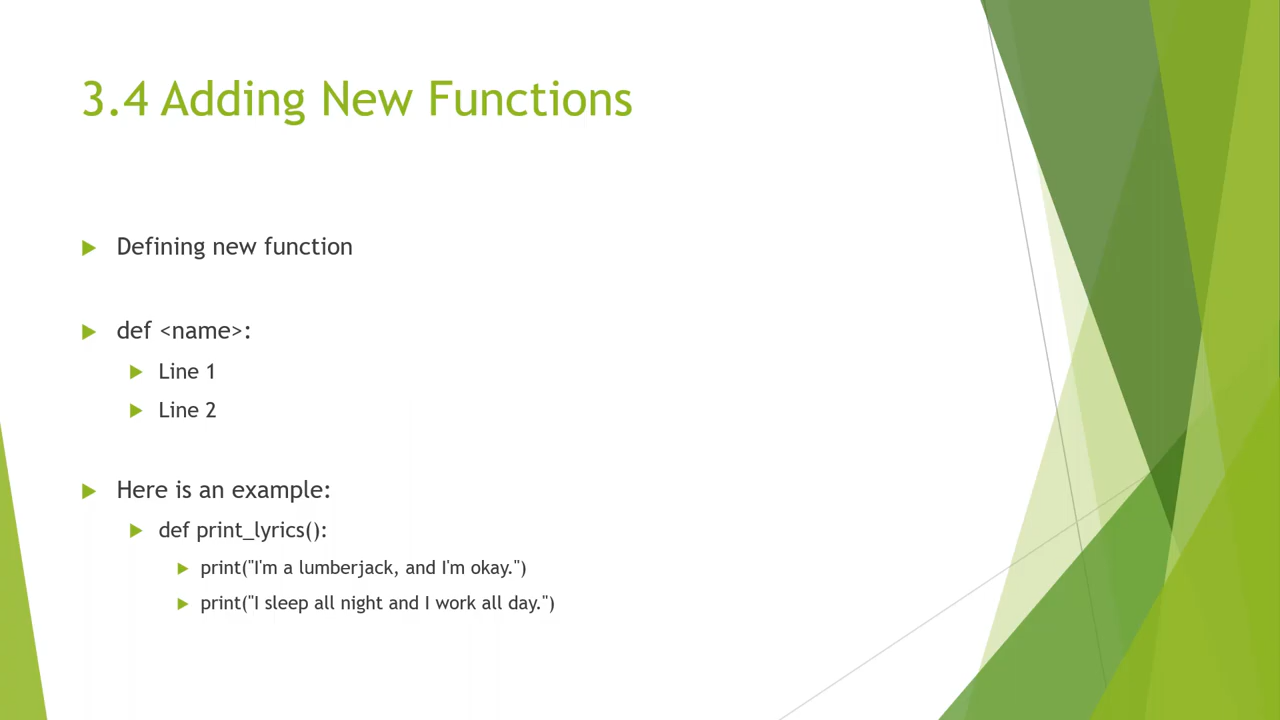 3.4 Adding New Functions
Defining new function
def <name>:
Line 1
Line 2
Here is an example:
def print_lyrics():
print("I'm a lumberjack, and I'm okay.")
print("I sleep all night and I work all day.")